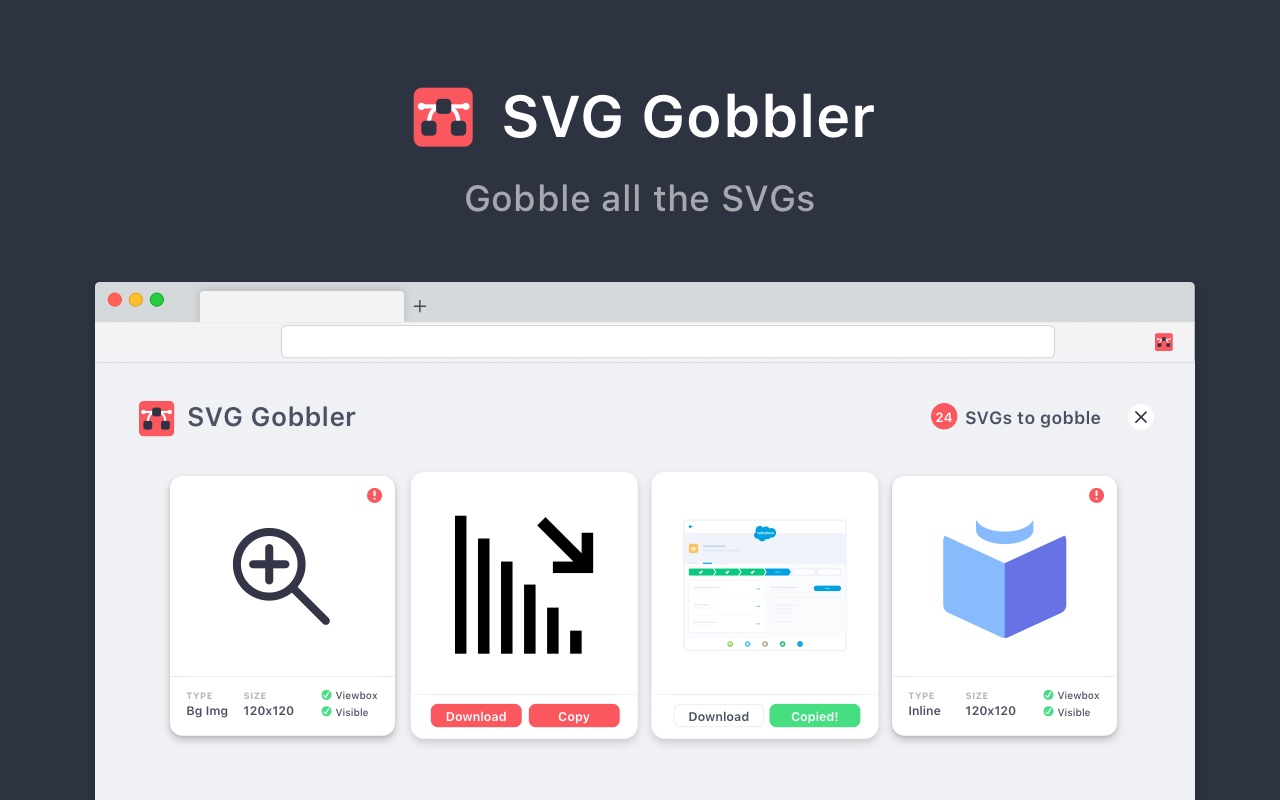 SVG Gobbler
Gobble all the SVGs
SVG Gobbler
24 SVGs to gobble
TYPE SIZE Viewbox
Bg Img 120x120 Visible
Download Copy
salesforce
Download Copied!
TYPE SIZE Viewbox
Inline 120x120 Visible